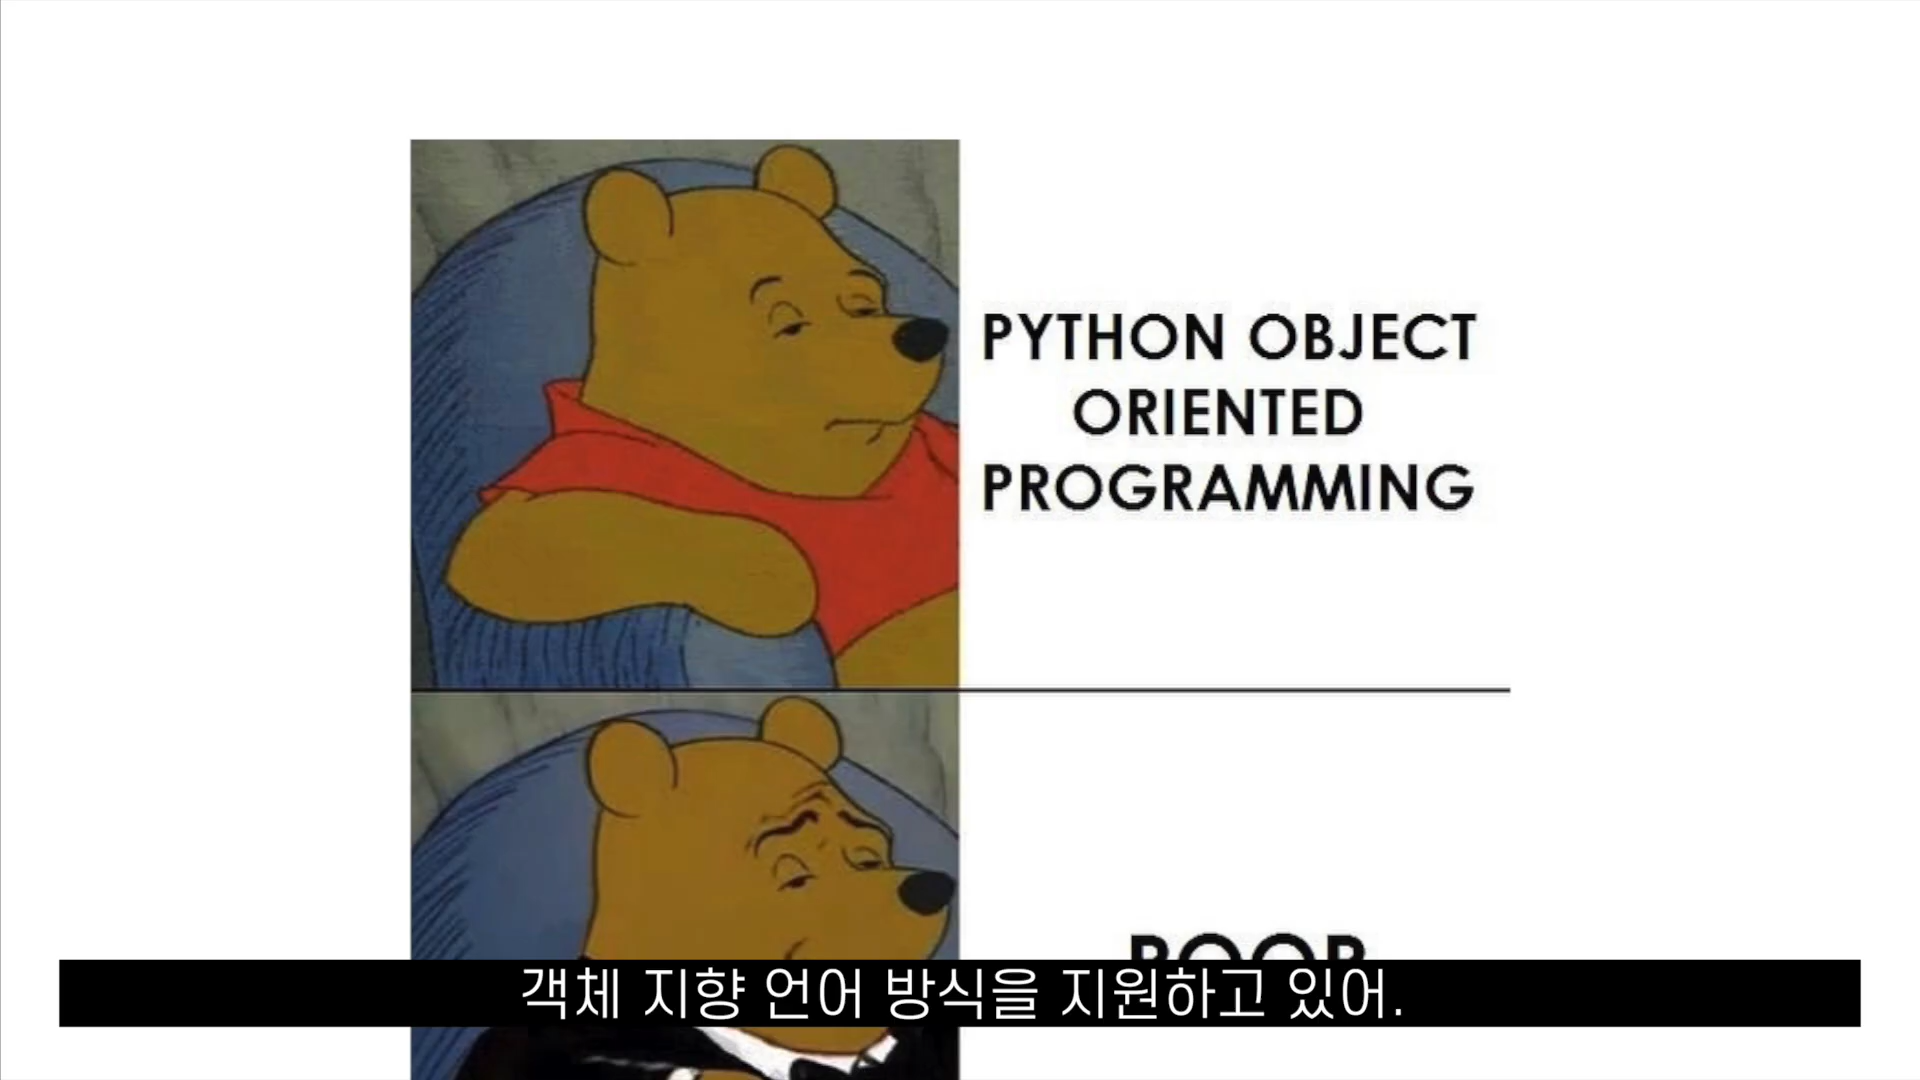 PYTHON OBJECT
ORIENTED
PROGRAMMING
객체 지향 언어 방식을 지원하고 있어.